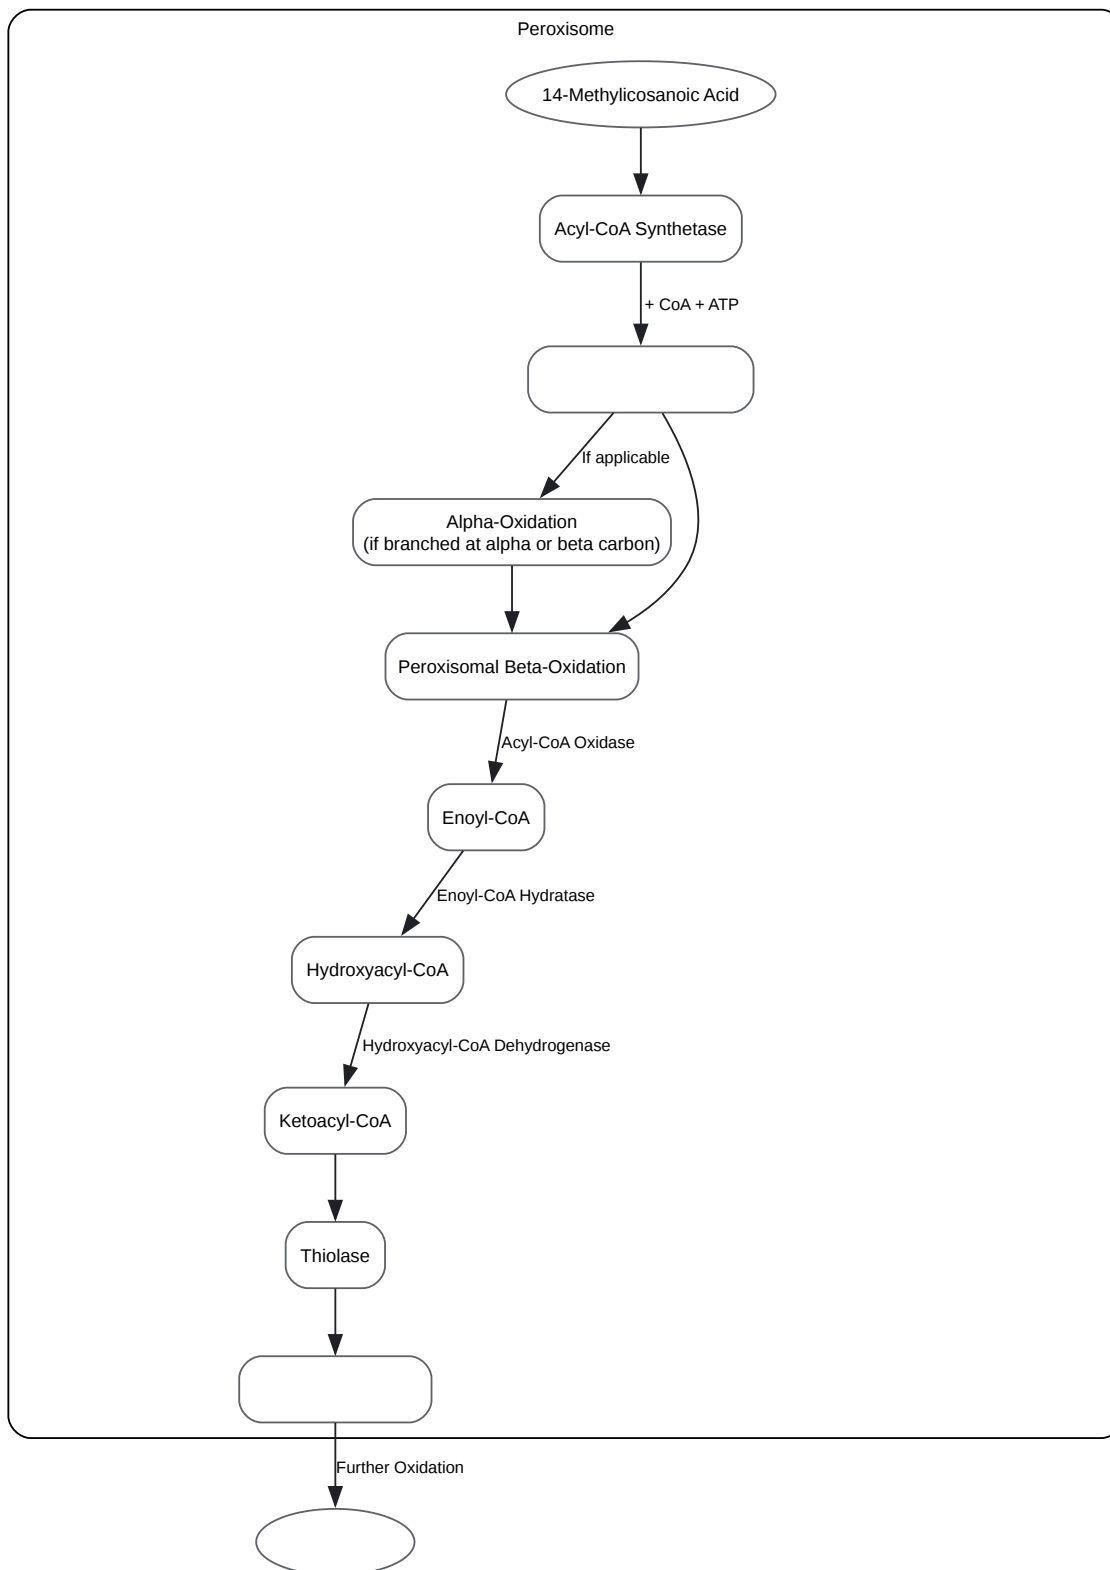 Peroxisome
14-Methylicosanoic Acid
Acyl-CoA Synthetase
+ CoA + ATP
If applicable
Alpha-Oxidation
(if branched at alpha or beta carbon)
Peroxisomal Beta-Oxidation
Acyl-CoA Oxidase
Enoyl-CoA
Enoyl-CoA Hydratase
Hydroxyacyl-CoA
Hydroxyacyl-CoA Dehydrogenase
Ketoacyl-CoA
Thiolase
Further Oxidation